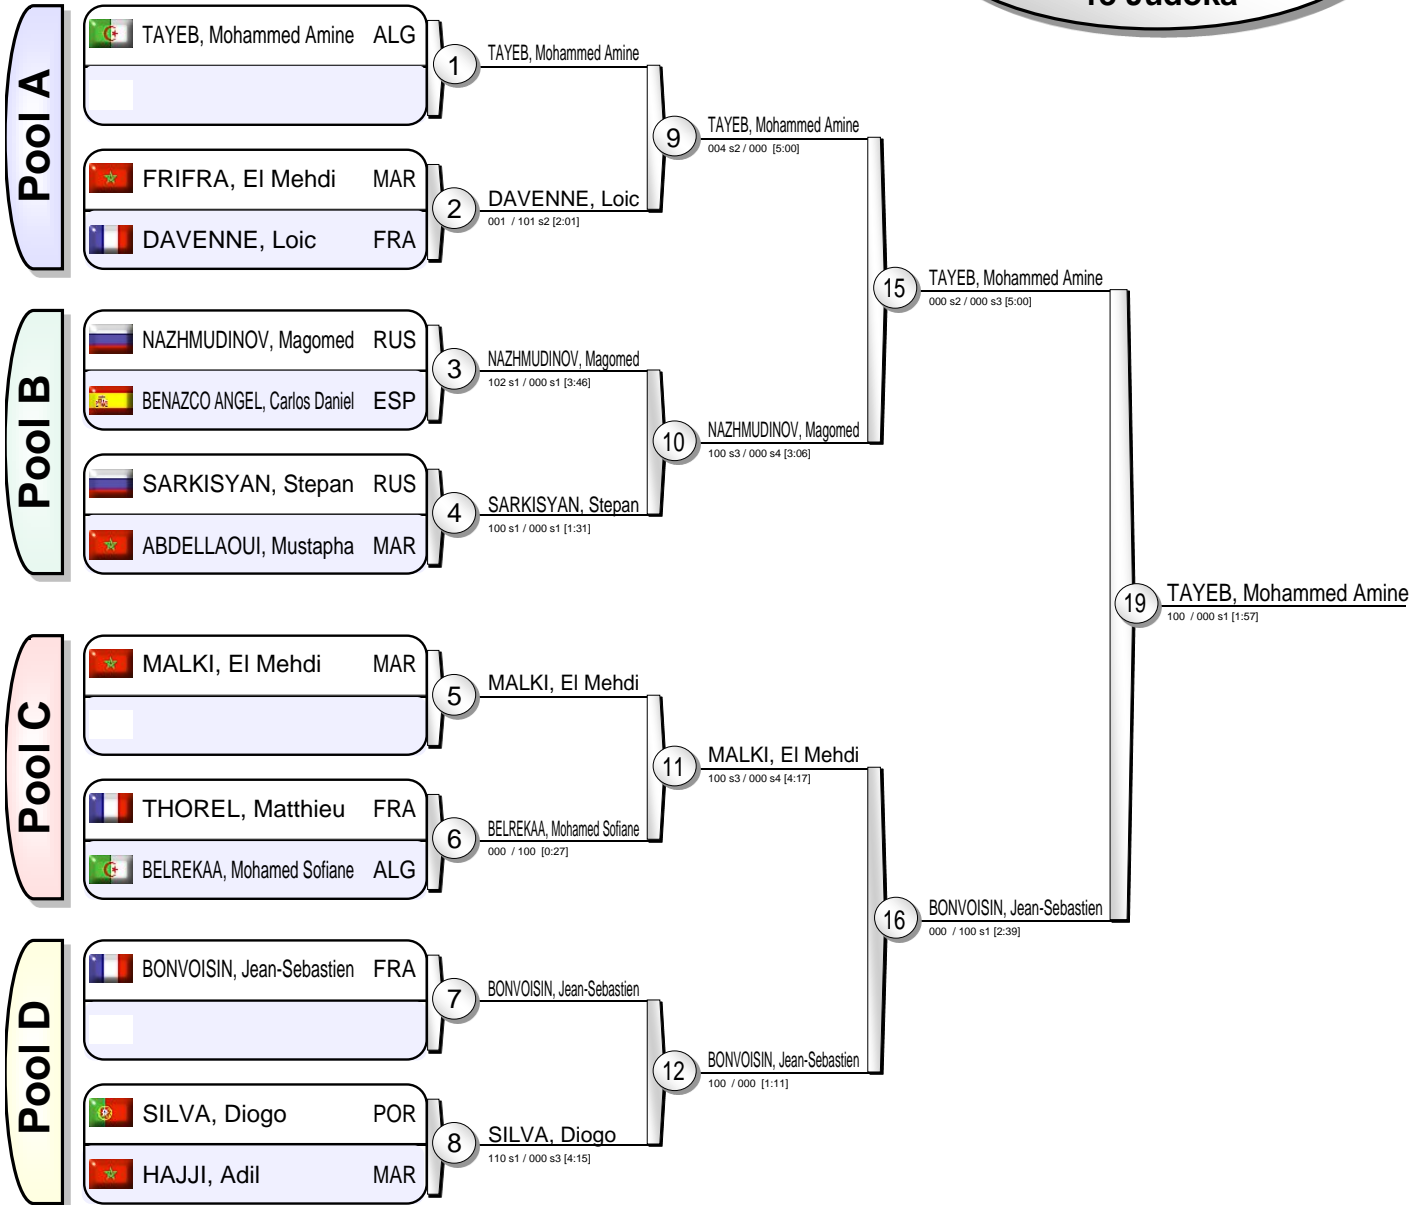 13 Judoka
Pool A
TAYEB, Mohammed Amine ALG
FRIFRA, El Mehdi MAR
DAVENNE, Loic FRA
Pool B
NAZHMUDINOV, Magomed RUS
BENAZCO ANGEL, Carlos Daniel ESP
SARKISYAN, Stepan RUS
ABDELLAOUI, Mustapha MAR
Pool C
MALKI, El Mehdi MAR
THOREL, Matthieu FRA
BELREKAA, Mohamed Sofiane ALG
Pool D
BONVOISIN, Jean-Sebastien FRA
SILVA, Diogo POR
HAJJI, Adil MAR
1
TAYEB, Mohammed Amine
2
DAVENNE, Loic
001 / 101 s2 [2:01]
3
NAZHMUDINOV, Magomed
102 s1 / 000 s1 [3:46]
4
SARKISYAN, Stepan
100 s1 / 000 s1 [1:31]
5
MALKI, El Mehdi
6
BELREKAA, Mohamed Sofiane
000 / 100 [0:27]
7
BONVOISIN, Jean-Sebastien
8
SILVA, Diogo
110 s1 / 000 s3 [4:15]
9
TAYEB, Mohammed Amine
004 s2 / 000 [5:00]
10
NAZHMUDINOV, Magomed
100 s3 / 000 s4 [3:06]
11
MALKI, El Mehdi
100 s3 / 000 s4 [4:17]
12
BONVOISIN, Jean-Sebastien
100 / 000 [1:11]
15
TAYEB, Mohammed Amine
000 s2 / 000 s3 [5:00]
16
BONVOISIN, Jean-Sebastien
000 / 100 s1 [2:39]
19
TAYEB, Mohammed Amine
100 / 000 s1 [1:57]